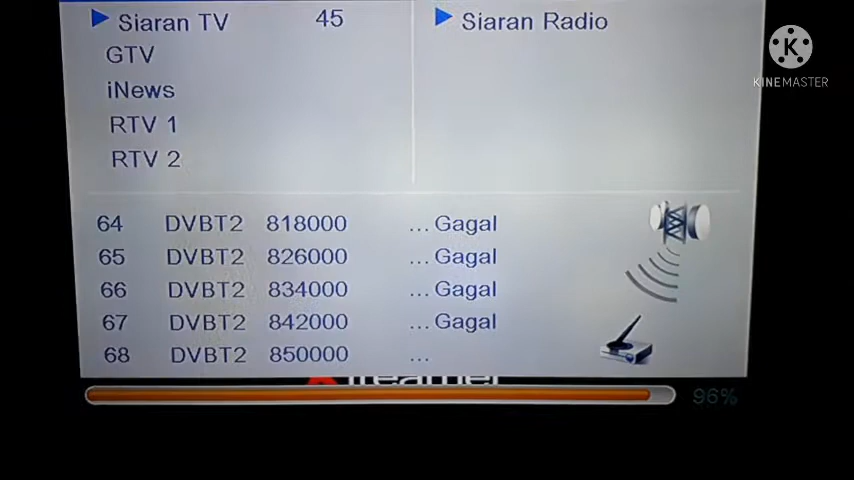 Siaran TV 45
Siaran Radio
GTV
iNews
RTV 1
RTV 2
64 DVBT2 818000 ...Gagal
65 DVBT2 826000 ...Gagal
66 DVBT2 834000 ...Gagal
67 DVBT2 842000 ...Gagal
68 DVBT2 850000 ...
96%
K
KINEMASTER